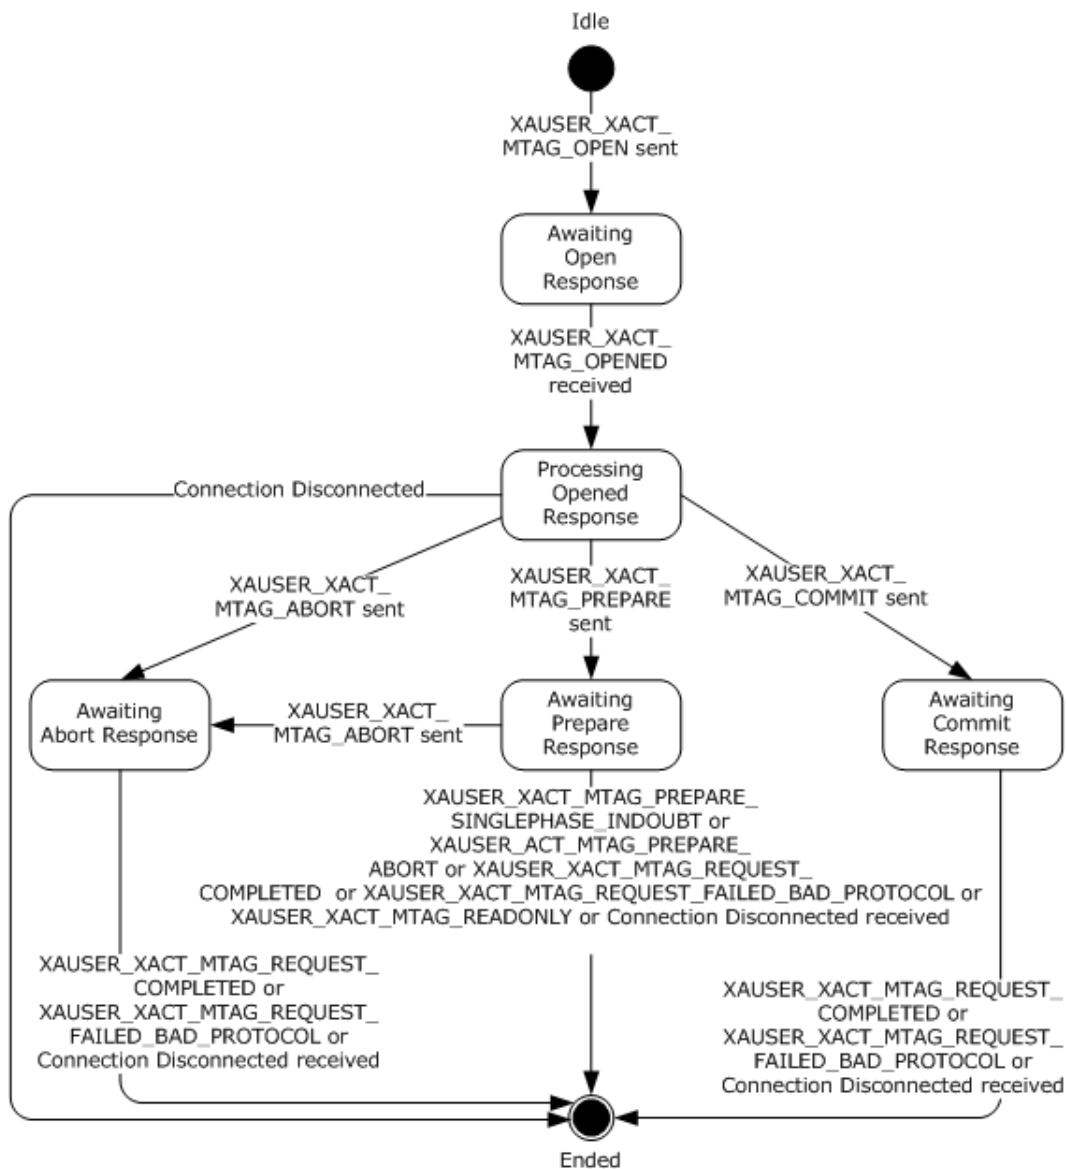 Idle
XAUSER_XACT_
MTAG_OPEN sent
Awaiting
Open
Response
XAUSER_XACT_
MTAG_OPENED
received
Processing
Opened
Response
Connection Disconnected
XAUSER_XACT_
MTAG_ABORT sent
XAUSER_XACT_
MTAG_PREPARE
sent
XAUSER_XACT_
MTAG_COMMIT sent
Awaiting
Abort Response
XAUSER_XACT_
MTAG_ABORT sent
Awaiting
Prepare
Response
Awaiting
Commit
Response
XAUSER_XACT_MTAG_PREPARE_
SINGLEPHASE_INDOUBT or
XAUSER_ACT_MTAG_PREPARE_
ABORT or XAUSER_XACT_MTAG_REQUEST_
COMPLETED or XAUSER_XACT_MTAG_REQUEST_FAILED_BAD_PROTOCOL or
XAUSER_XACT_MTAG_READONLY or Connection Disconnected received
XAUSER_XACT_MTAG_REQUEST_
COMPLETED or
XAUSER_XACT_MTAG_REQUEST_
FAILED_BAD_PROTOCOL or
Connection Disconnected received
XAUSER_XACT_MTAG_REQUEST_
COMPLETED or
XAUSER_XACT_MTAG_REQUEST_
FAILED_BAD_PROTOCOL or
Connection Disconnected received
Ended